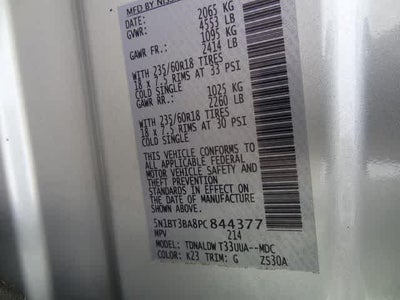 MFD BY NISS
DATE: 2065 KG
GVWR: 4553 LB
1095 KG
GAWR FR.: 2414 LB
WITH 235/60R18 TIRES
18 x 7.5 RIMS AT 33 PSI
COLD SINGLE 1025 KG
GAWR RR.: 2260 LB
WITH 235/60R18 TIRES
18 x 7.5 RIMS AT 30 PSI
COLD SINGLE
THIS VEHICLE CONFORMS TO
ALL APPLICABLE FEDERAL
MOTOR VEHICLE SAFETY AND
THEFT PREVENTION
STANDARDS IN EFFECT ON
THE DATE OF MANUFACTURE
SHOWN ABOVE.
5N1BT3BA8PC844377
MPV 214
MODEL: TDNALDW T33UUA--MDC
COLOR: K23 TRIM: G ZS30A